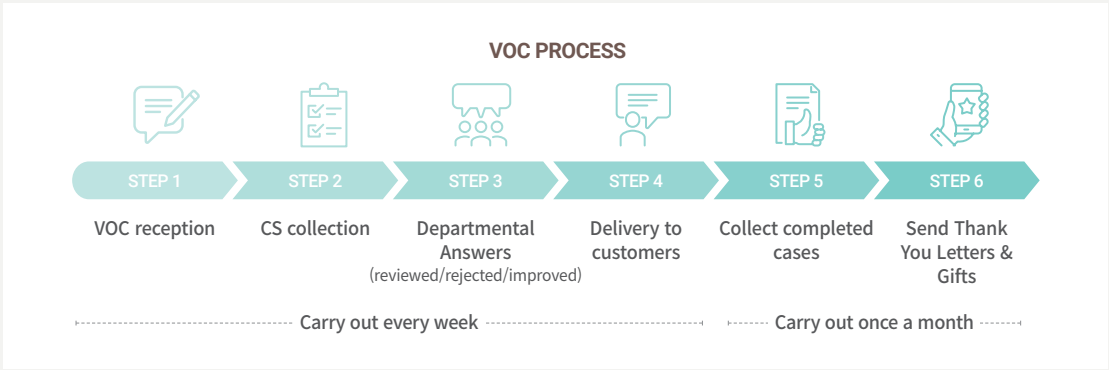 VOC PROCESS
STEP 1
STEP 2
STEP 3
STEP 4
STEP 5
STEP 6
VOC reception
CS collection
Departmental
Answers
(reviewed/rejected/improved)
Delivery to
customers
Collect completed
cases
Send Thank
You Letters &
Gifts
Carry out every week
Carry out once a month